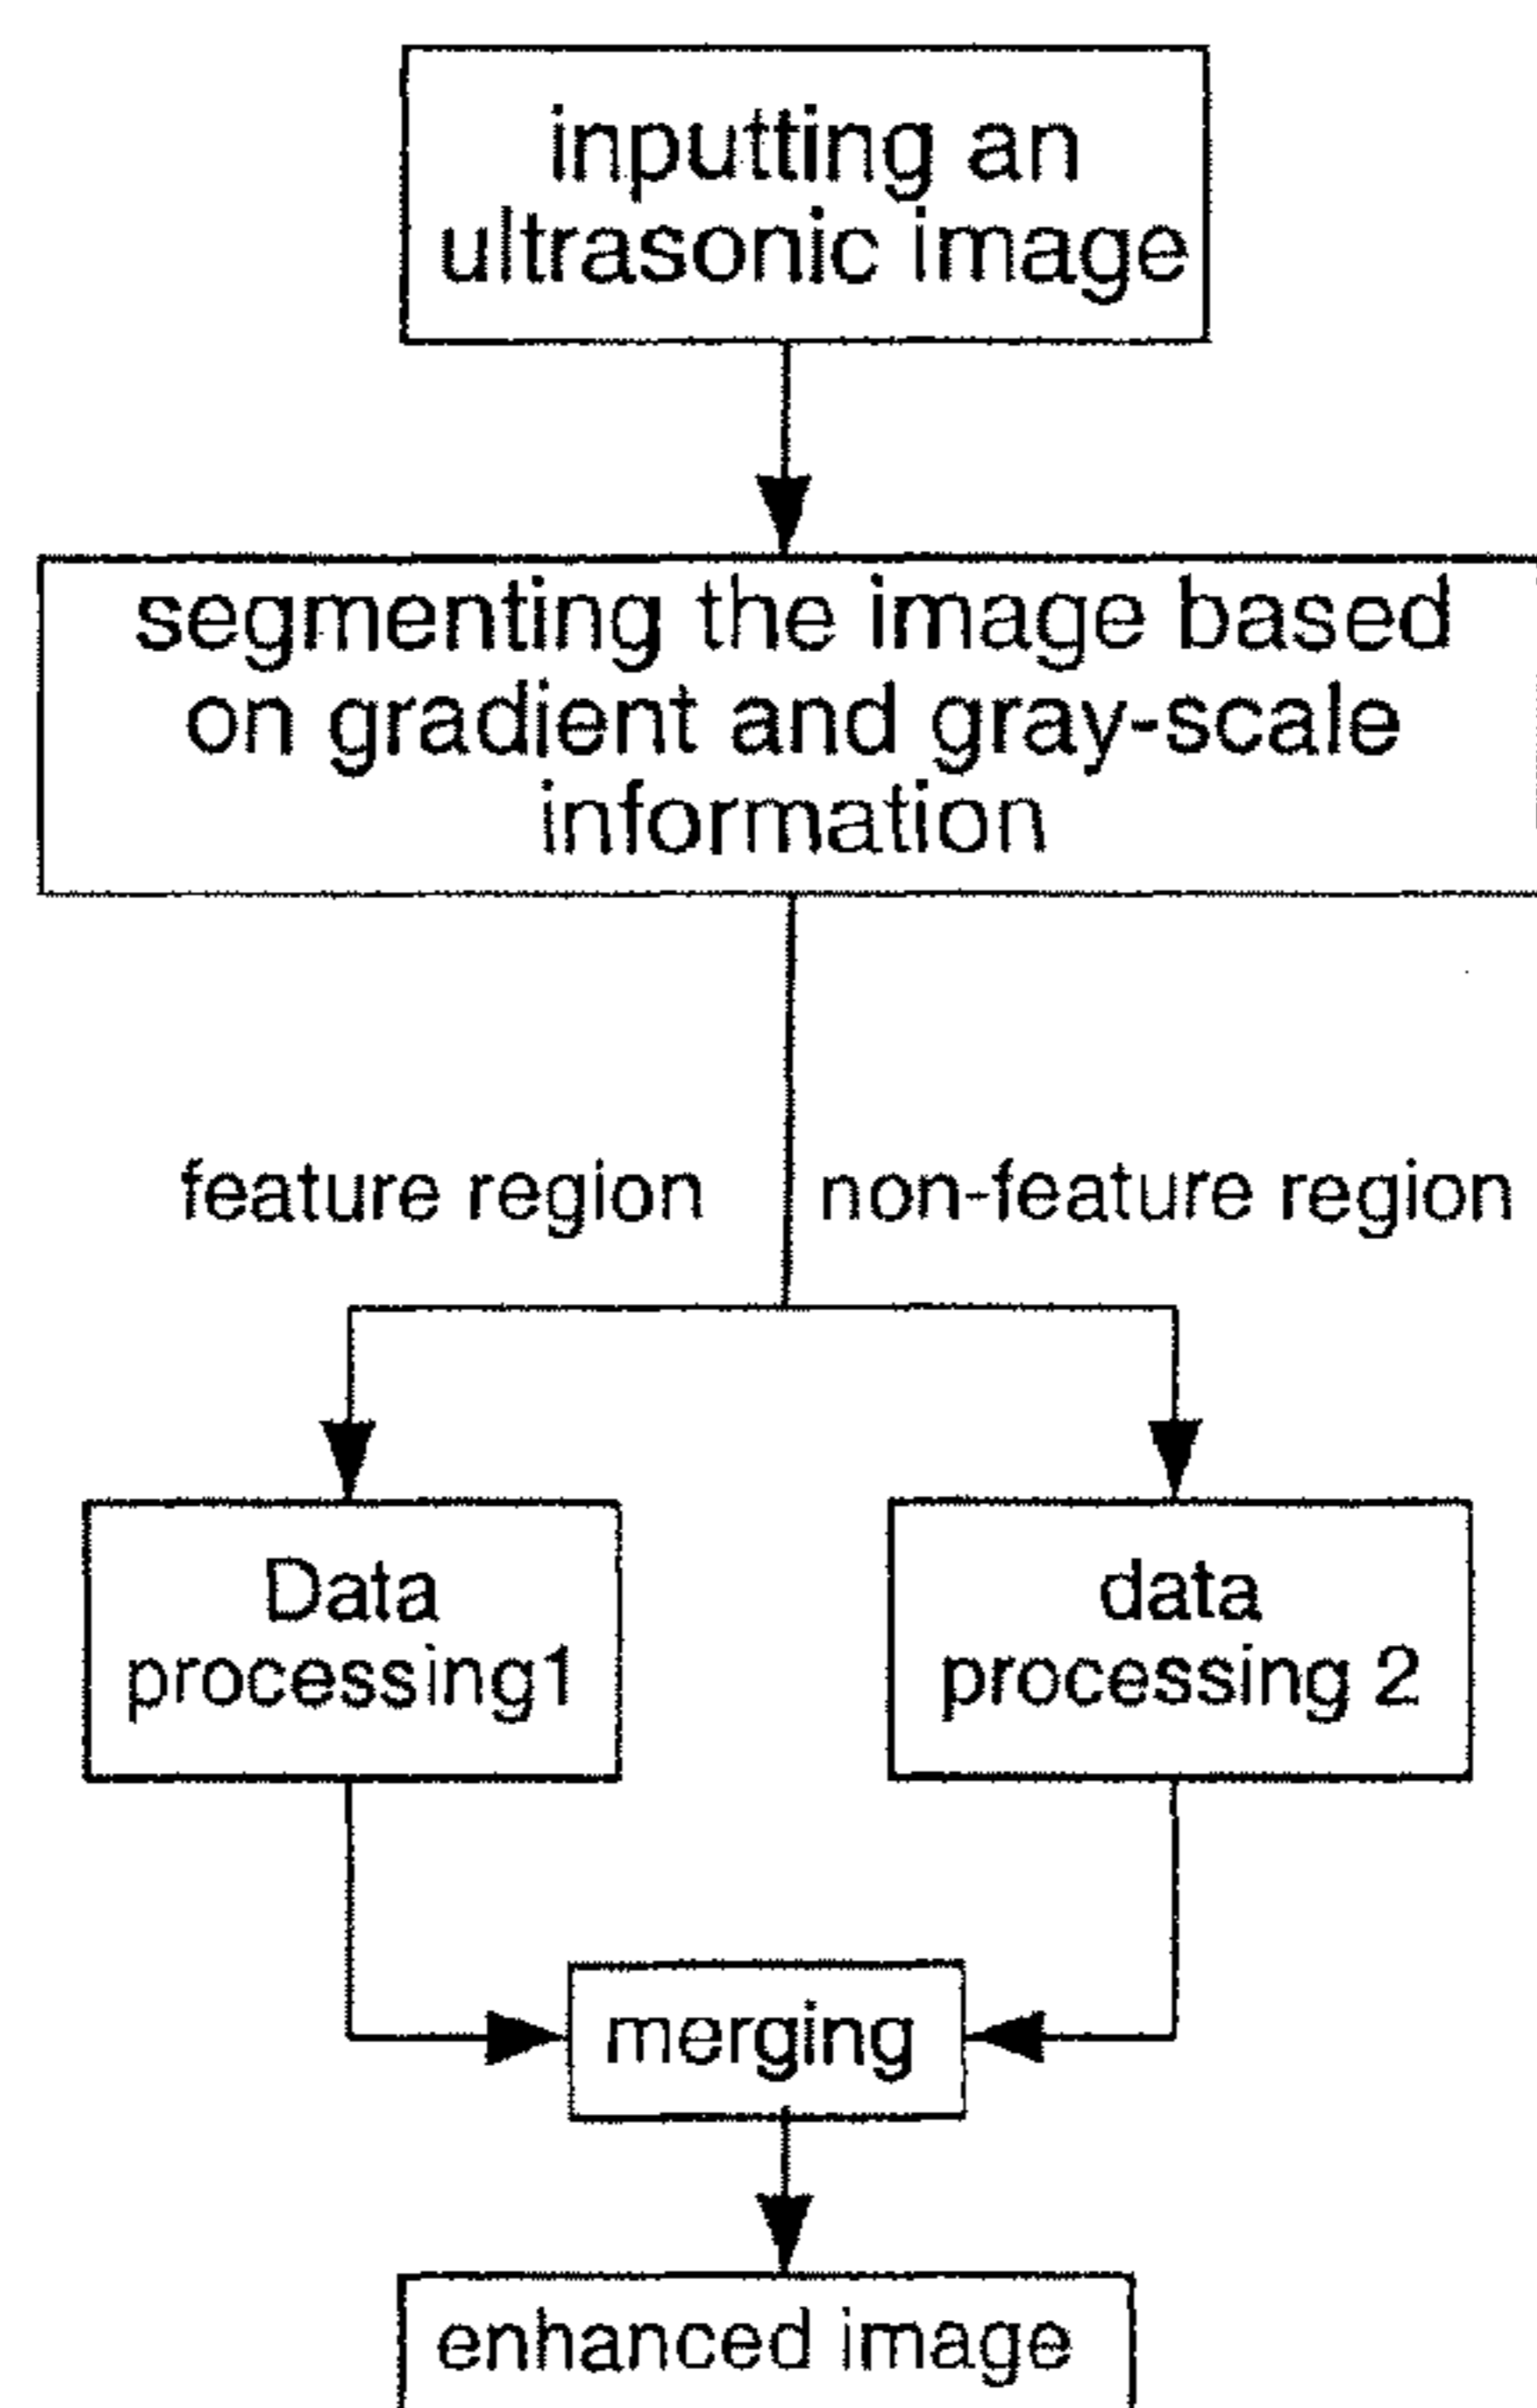 inputting an
ultrasonic image
segmenting the image based
on gradient and gray-scale
information
feature region
non-feature region
Data
processing1
data
processing 2
merging
enhanced image